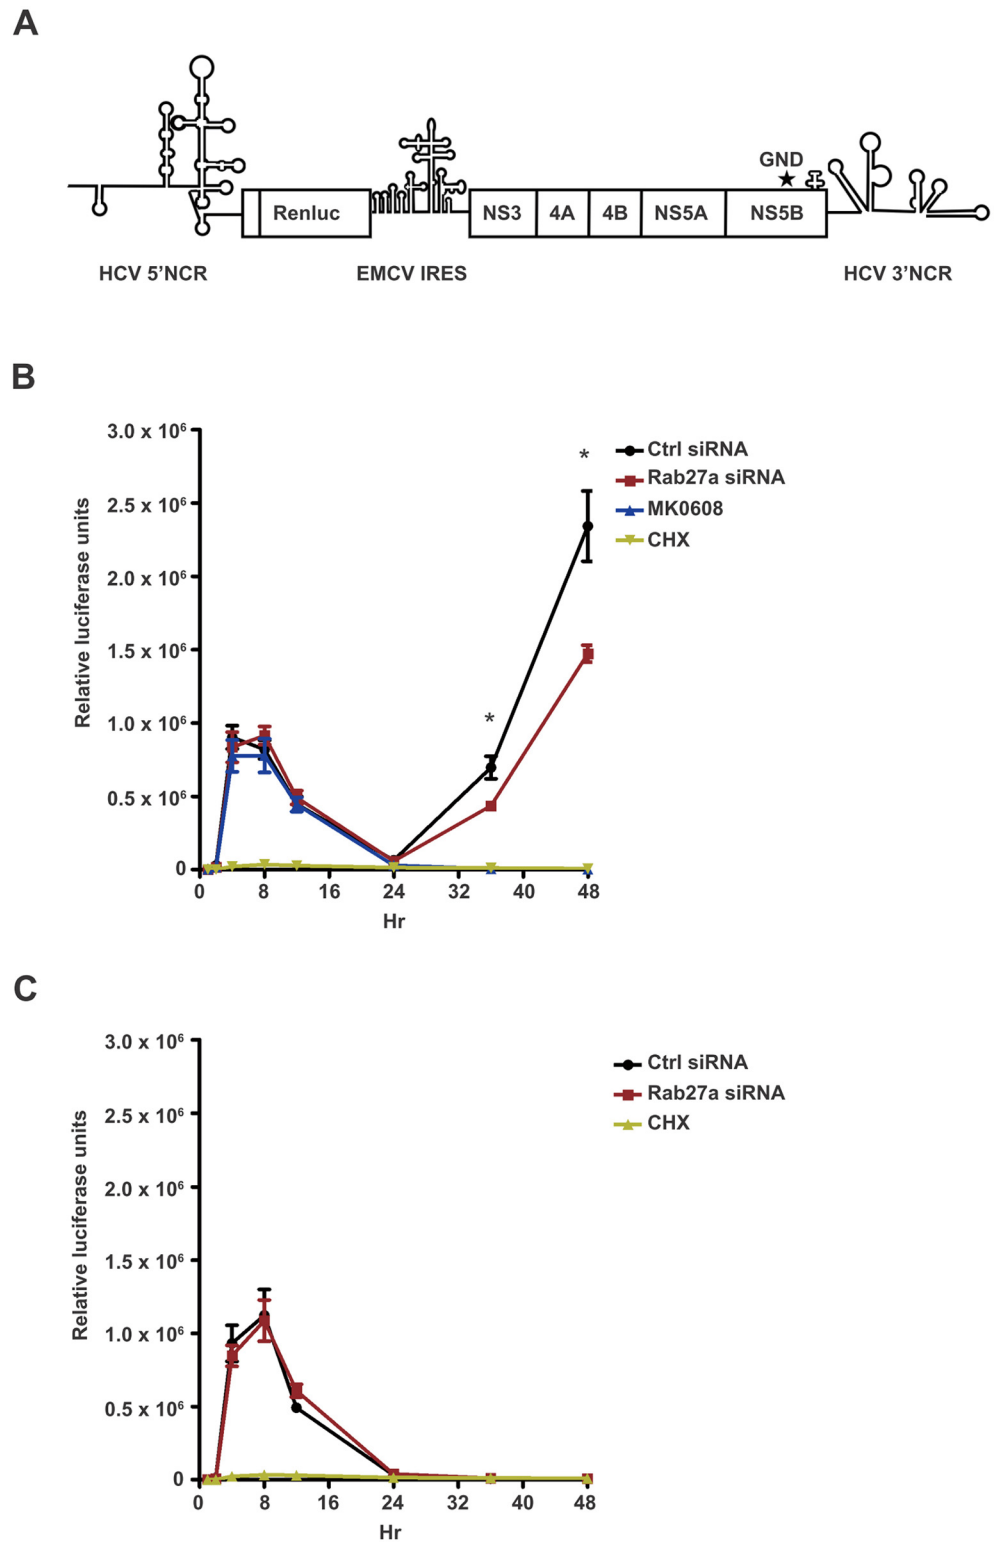 A
GND
Renluc NS3 4A 4B NS5A NS5B
HCV 5’NCR EMCV IRES HCV 3’NCR
B
Relative luciferase units
3.0 x 10⁶
2.5 x 10⁶
2.0 x 10⁶
1.5 x 10⁶
1.0 x 10⁶
0.5 x 10⁶
0
*
*
Ctrl siRNA
Rab27a siRNA
MK0608
CHX
0 8 16 24 32 40 48
Hr
C
Relative luciferase units
3.0 x 10⁶
2.5 x 10⁶
2.0 x 10⁶
1.5 x 10⁶
1.0 x 10⁶
0.5 x 10⁶
0
Ctrl siRNA
Rab27a siRNA
CHX
0 8 16 24 32 40 48
Hr